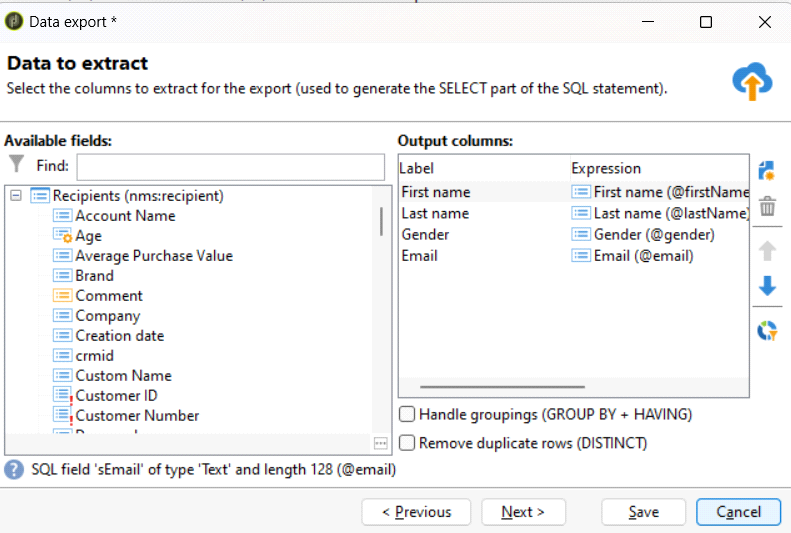 Data export *
Data to extract
Select the columns to extract for the export (used to generate the SELECT part of the SQL statement).
Available fields:
Find:
Recipients (nms:recipient)
Account Name
Age
Average Purchase Value
Brand
Comment
Company
Creation date
crmid
Custom Name
Customer ID
Customer Number
Output columns:
Label Expression
First name First name (@firstName
Last name Last name (@lastName)
Gender Gender (@gender)
Email Email (@email)
Handle groupings (GROUP BY + HAVING)
Remove duplicate rows (DISTINCT)
SQL field 'sEmail' of type 'Text' and length 128 (@email)
< Previous Next > Save Cancel